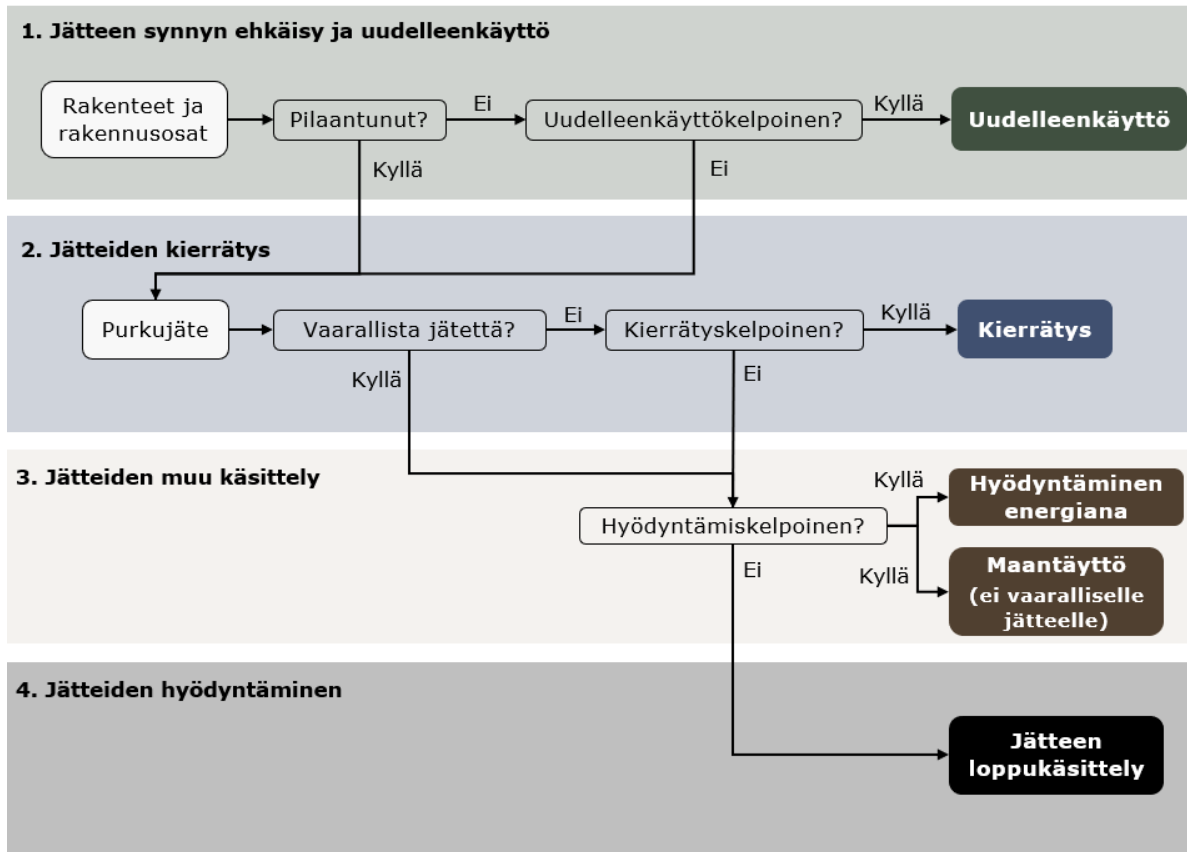 1. Jätteen synnyn ehkäisy ja uudelleenkäyttö
Rakenteet ja
rakennusosat
Pilaantunut?
Ei
Uudelleenkäyttökelpoinen?
Kyllä
Uudelleenkäyttö
Kyllä
Ei
2. Jätteiden kierrätys
Purkujäte
Vaarallista jätettä?
Ei
Kierrätyskelpoinen?
Kyllä
Kierrätys
Kyllä
Ei
3. Jätteiden muu käsittely
Hyödyntämiskelpoinen?
Kyllä
Hyödyntäminen
energiana
Kyllä
Maantäyttö
(ei vaaralliselle
jätteelle)
Ei
4. Jätteiden hyödyntäminen
Jätteen
loppukäsittely